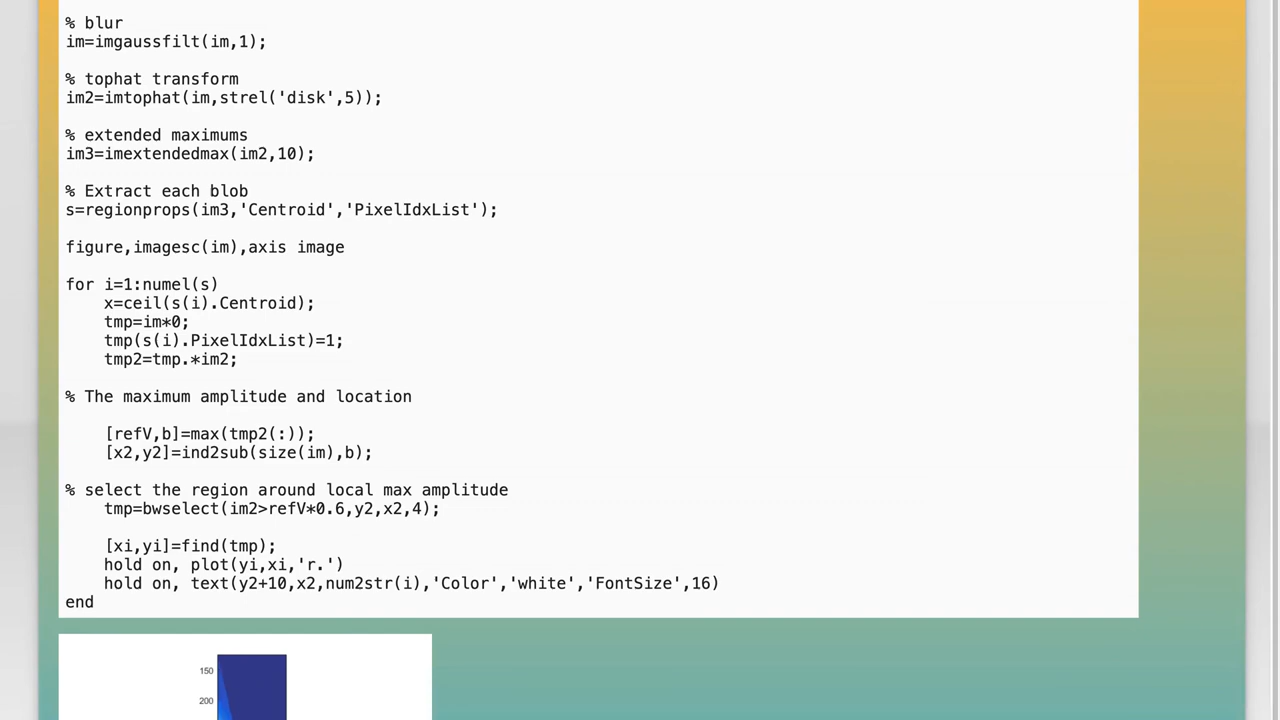 % blur
im=imgaussfilt(im,1);
% tophat transform
im2=imtophat(im,strel('disk',5));
% extended maximums
im3=imextendedmax(im2,10);
% Extract each blob
s=regionprops(im3,'Centroid','PixelIdxList');
figure,imagesc(im),axis image
for i=1:numel(s)
    x=ceil(s(i).Centroid);
    tmp=im*0;
    tmp(s(i).PixelIdxList)=1;
    tmp2=tmp.*im2;
% The maximum amplitude and location
    [refV,b]=max(tmp2(:));
    [x2,y2]=ind2sub(size(im),b);
% select the region around local max amplitude
    tmp=bwselect(im2>refV*0.6,y2,x2,4);
    [xi,yi]=find(tmp);
    hold on, plot(yi,xi,'r.')
    hold on, text(y2+10,x2,num2str(i),'Color','white','FontSize',16)
end
150
200